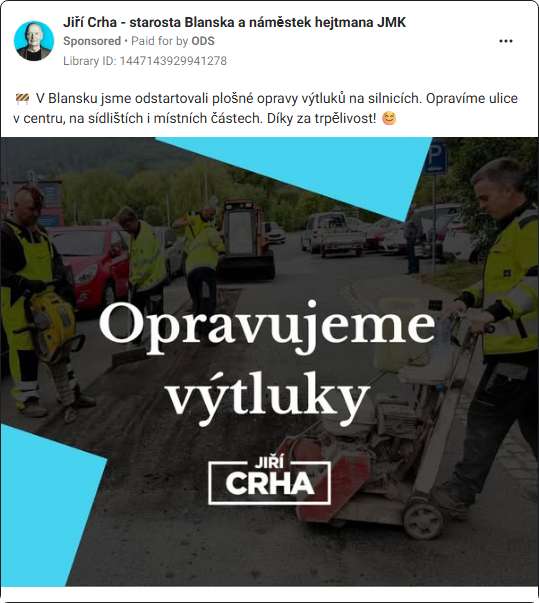 Jiří Crha - starosta Blanska a náměstek hejtmana JMK
Sponsored • Paid for by ODS
Library ID: 1447143929941278
🚧 V Blansku jsme odstartovali plošné opravy výtluků na silnicích. Opravíme ulice
v centru, na sídlištích i místních částech. Díky za trpělivost! 😊
P
Opravujeme
výtluky
JIŘÍ
CRHA